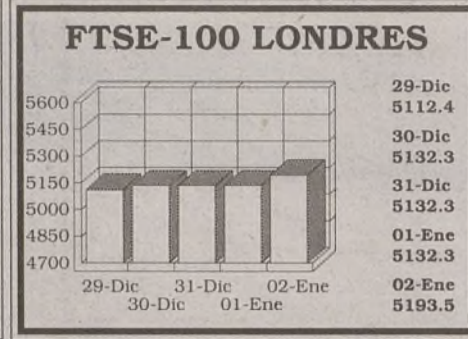 FTSE-100 LONDRES
5600
5450
5300
5150
5000
4850
4700
29-Dic
30-Dic
31-Dic
01-Ene
02-Ene
29-Dic
5112.4
30-Dic
5132.3
31-Dic
5132.3
01-Ene
5132.3
02-Ene
5193.5